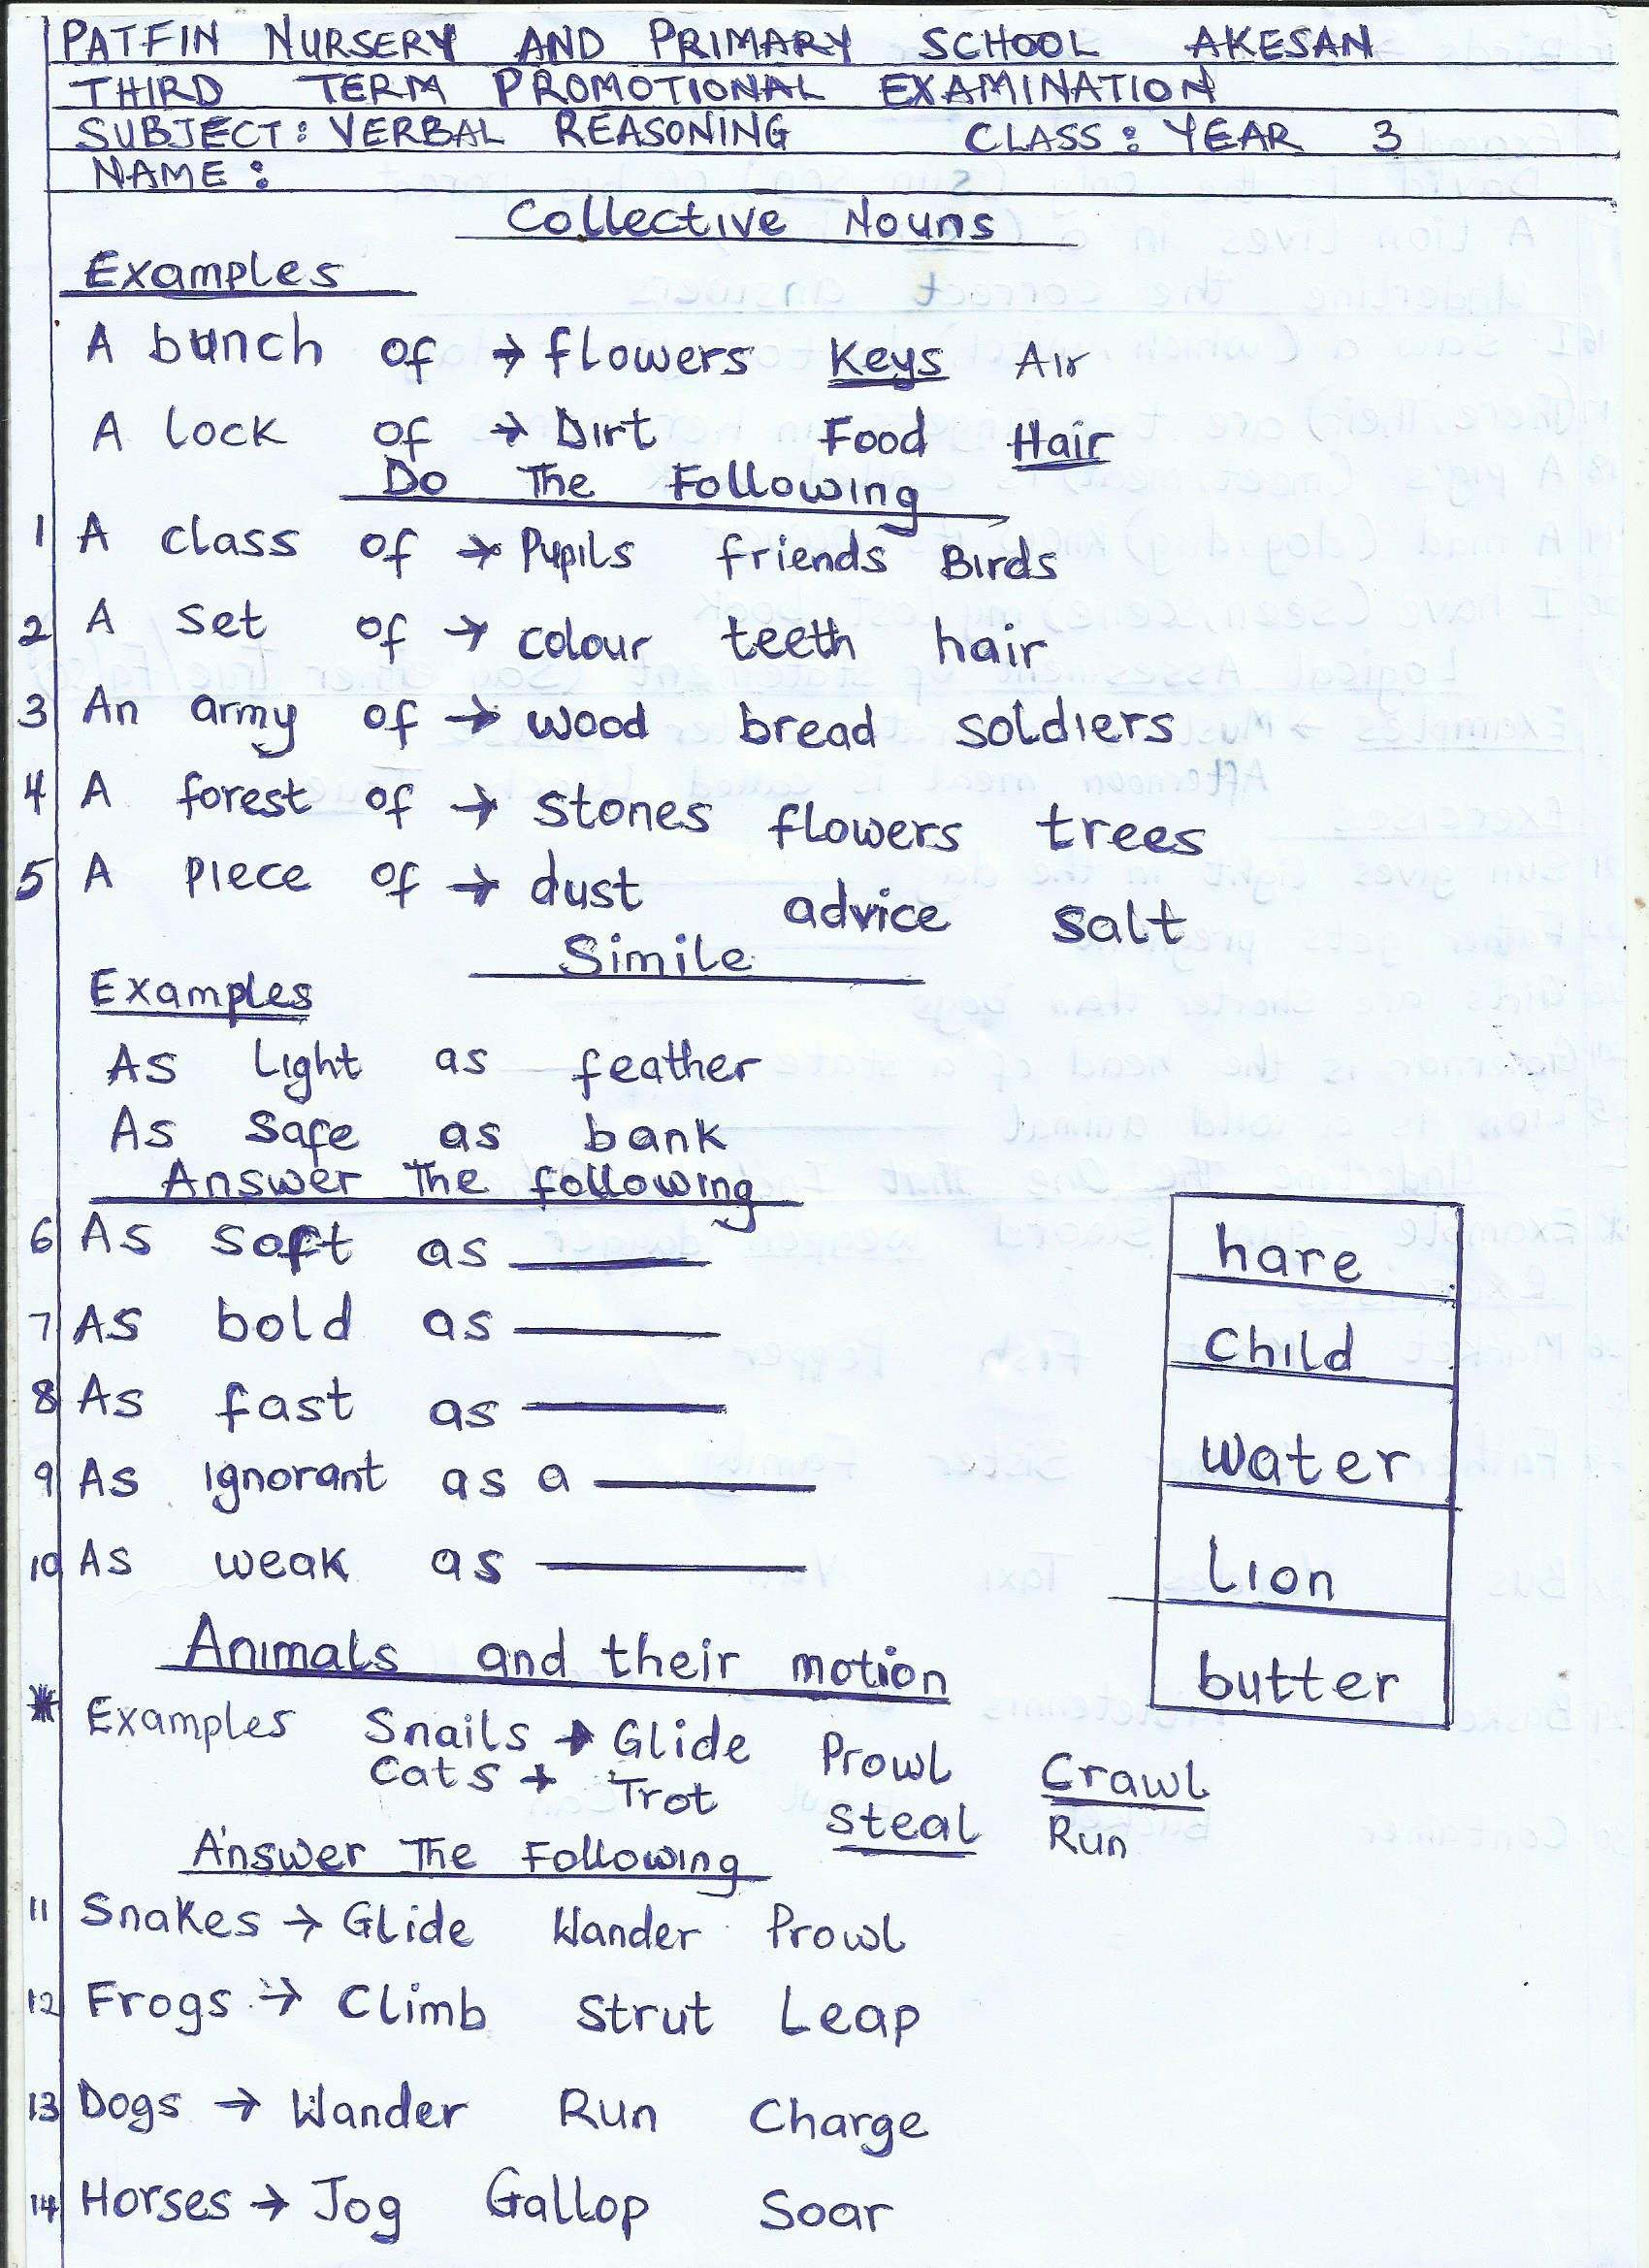 PATFIN NURSERY AND PRIMARY SCHOOL AKESAN
THIRD TERM PROMOTIONAL EXAMINATION
SUBJECT: VERBAL REASONING CLASS: YEAR 3
NAME:
Collective Nouns
Examples
A bunch of → flowers Keys Air
A lock of → Dirt Food Hair
Do The Following
1 A class of → Pupils friends Birds
2 A set of → colour teeth hair
3 An army of → wood bread soldiers
4 A forest of → stones flowers trees
5 A piece of → dust advice salt
Simile
Examples
As light as feather
As safe as bank
Answer The following
6 As soft as ______
7 As bold as ______
8 As fast as ______
9 As ignorant as a ______
10 As weak as ______
hare
child
water
lion
butter
Animals and their motion
* Examples Snails → Glide Prowl Crawl
Cats → Trot Steal Run
Answer The Following
11 Snakes → Glide Wander Prowl
12 Frogs → Climb Strut Leap
13 Dogs → Wander Run Charge
14 Horses → Jog Gallop Soar